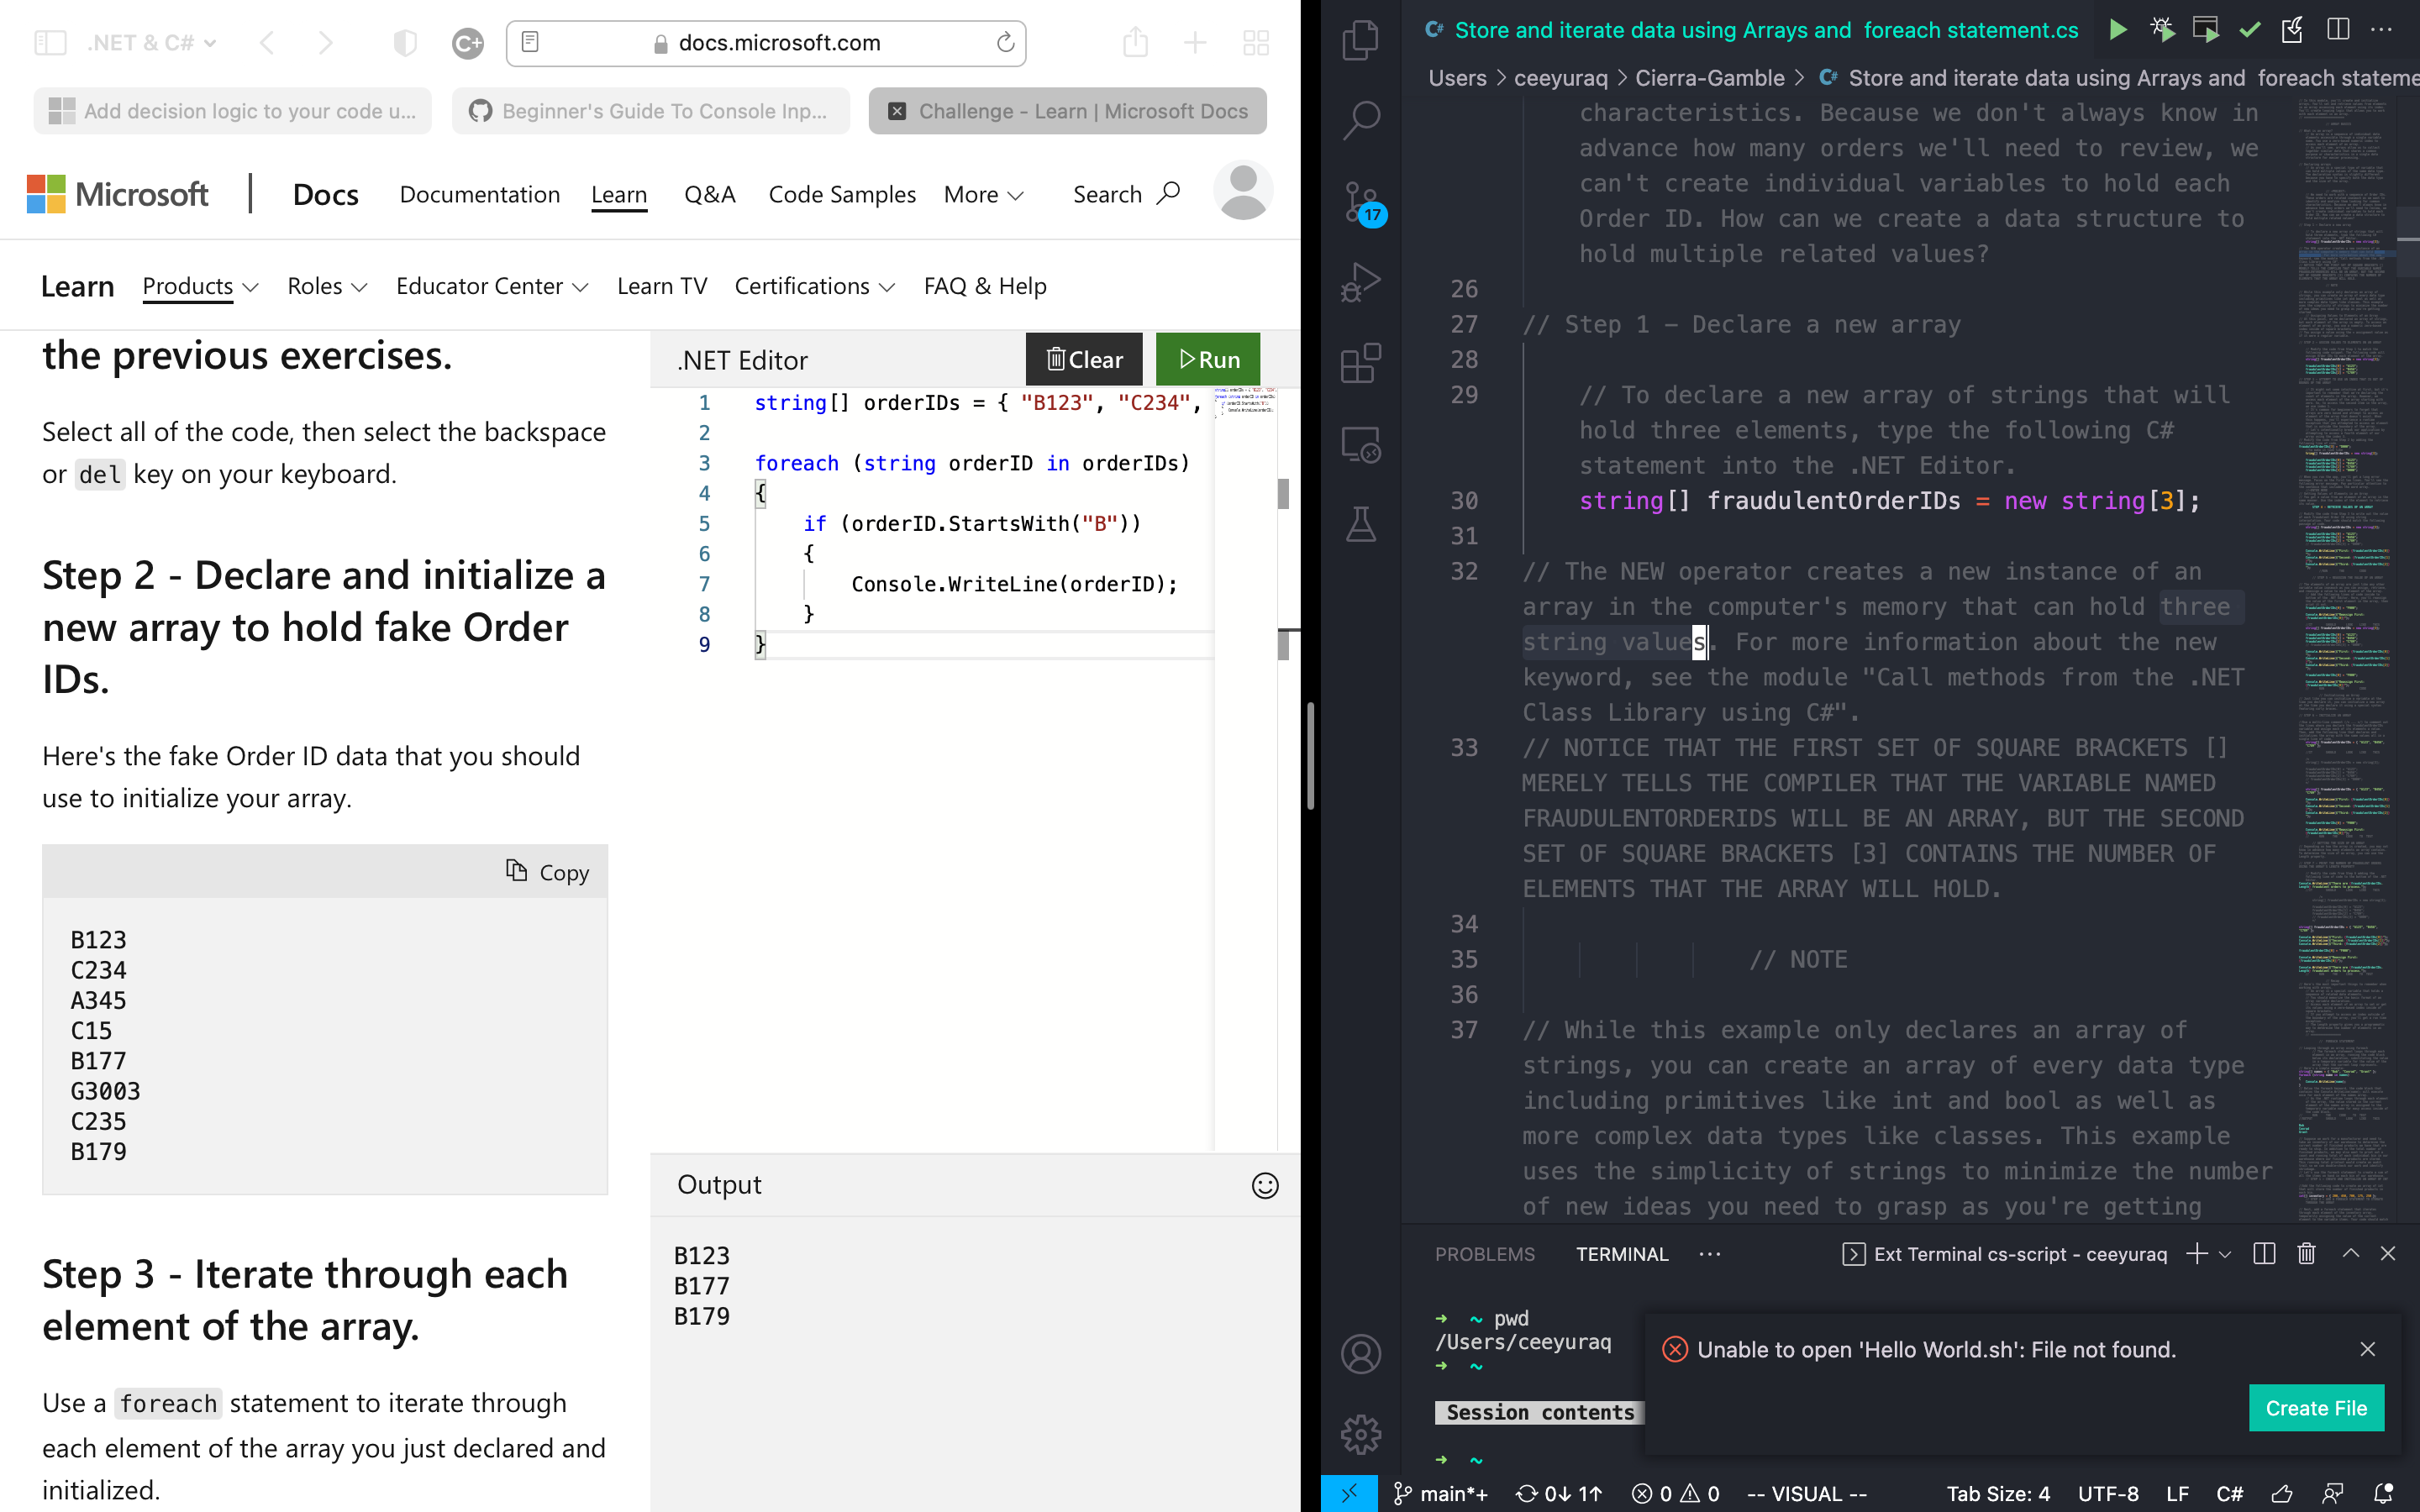 .NET & C#
docs.microsoft.com
Add decision logic to your code u...
Beginner's Guide To Console Inp...
Challenge - Learn | Microsoft Docs
Microsoft
Docs
Documentation
Learn
Q&A
Code Samples
More
Search
Learn
Products
Roles
Educator Center
Learn TV
Certifications
FAQ & Help
the previous exercises.
Select all of the code, then select the backspace
or del key on your keyboard.
Step 2 - Declare and initialize a
new array to hold fake Order
IDs.
Here's the fake Order ID data that you should
use to initialize your array.
Copy
B123
C234
A345
C15
B177
G3003
C235
B179
Step 3 - Iterate through each
element of the array.
Use a foreach statement to iterate through
each element of the array you just declared and
initialized.
.NET Editor
Clear
Run
1 string[] orderIDs = { "B123", "C234",
2
3 foreach (string orderID in orderIDs)
4 {
5 if (orderID.StartsWith("B"))
6 {
7 Console.WriteLine(orderID);
8 }
9 }
Output
B123
B177
B179
C# Store and iterate data using Arrays and foreach statement.cs
Users > ceeyuraq > Cierra-Gamble > C# Store and iterate data using Arrays and foreach stateme
17
characteristics. Because we don't always know in
advance how many orders we'll need to review, we
can't create individual variables to hold each
Order ID. How can we create a data structure to
hold multiple related values?
26
27 // Step 1 - Declare a new array
28
29 // To declare a new array of strings that will
hold three elements, type the following C#
statement into the .NET Editor.
30 string[] fraudulentOrderIDs = new string[3];
31
32 // The NEW operator creates a new instance of an
array in the computer's memory that can hold three
string values. For more information about the new
keyword, see the module "Call methods from the .NET
Class Library using C#".
33 // NOTICE THAT THE FIRST SET OF SQUARE BRACKETS []
MERELY TELLS THE COMPILER THAT THE VARIABLE NAMED
FRAUDULENTORDERIDS WILL BE AN ARRAY, BUT THE SECOND
SET OF SQUARE BRACKETS [3] CONTAINS THE NUMBER OF
ELEMENTS THAT THE ARRAY WILL HOLD.
34
35 // NOTE
36
37 // While this example only declares an array of
strings, you can create an array of every data type
including primitives like int and bool as well as
more complex data types like classes. This example
uses the simplicity of strings to minimize the number
of new ideas you need to grasp as you're getting
PROBLEMS
TERMINAL
Ext Terminal cs-script - ceeyuraq
→ ~ pwd
/Users/ceeyuraq
→ ~
Session contents
→ ~
Unable to open 'Hello World.sh': File not found.
Create File
main*+
0↓ 1↑
0
0
-- VISUAL --
Tab Size: 4
UTF-8
LF
C#